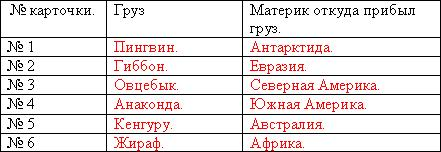 № карточки. Груз Материк откуда прибыл
груз.
№ 1 Пингвин. Антарктида.
№ 2 Гиббон. Евразия.
№ 3 Овцебык. Северная Америка.
№ 4 Анаконда. Южная Америка.
№ 5 Кенгуру. Австралия.
№ 6 Жираф. Африка.